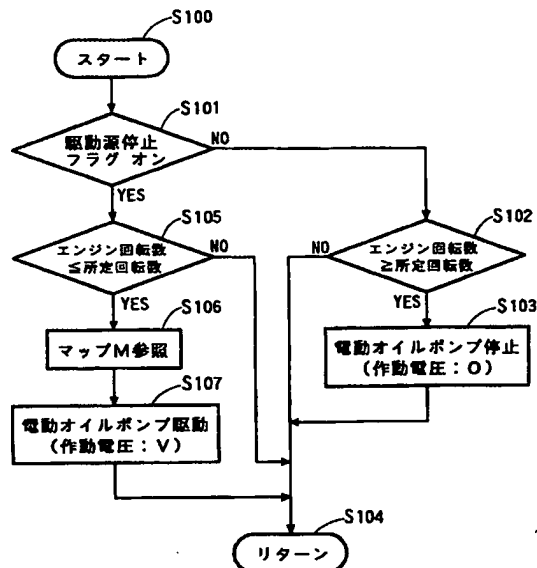 S100
スタート
S101
駆動源停止
フラグ オン
NO
YES
S105
エンジン回転数
≦所定回転数
NO
YES
S102
エンジン回転数
≧所定回転数
NO
YES
S106
マップM参照
S103
電動オイルポンプ停止
(作動電圧:0)
S107
電動オイルポンプ駆動
(作動電圧:V)
S104
リターン